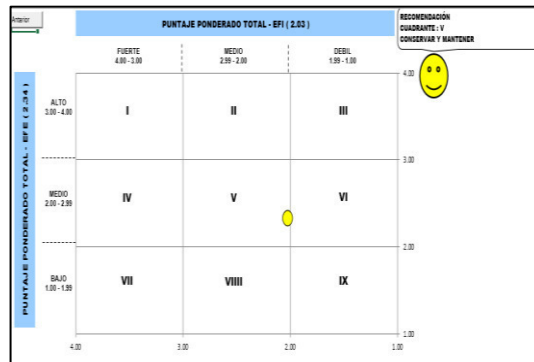 Anterior
PUNTAJE PONDERADO TOTAL - EFI ( 2.03 )
RECOMENDACIÓN
CUADRANTE : V
CONSERVAR Y MANTENER
FUERTE
4.00 - 3.00
MEDIO
2.99 - 2.00
DEBIL
1.99 - 1.00
PUNTAJE PONDERADO TOTAL - EFE ( 2.34 )
4.00
ALTO
3.00 - 4.00
I
II
III
3.00
MEDIO
2.00 - 2.99
IV
V
VI
2.00
BAJO
1.00 - 1.99
VII
VIIII
IX
1.00
4.00
3.00
2.00
1.00